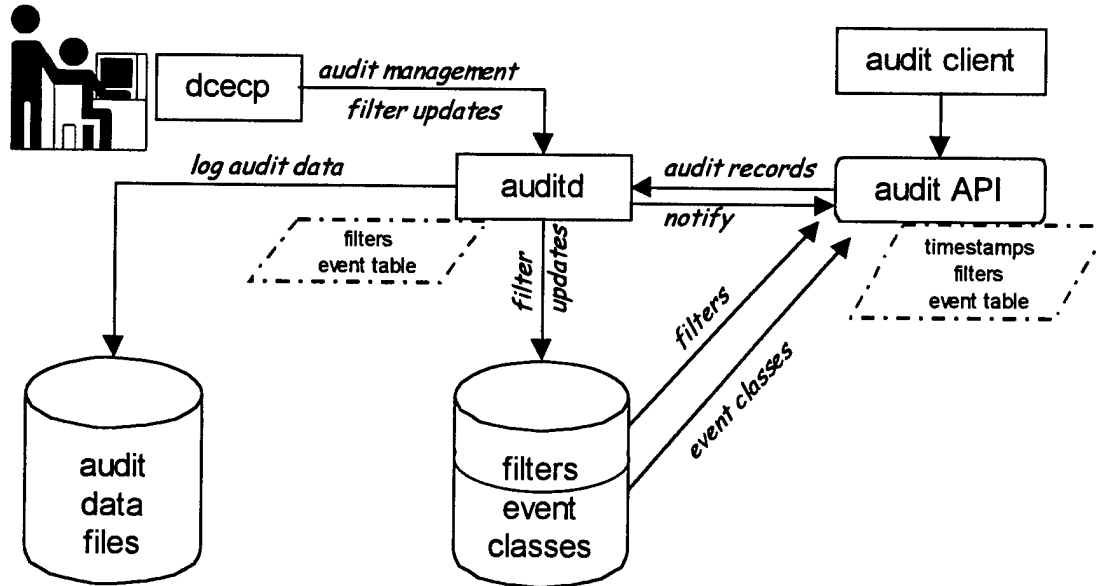 dcecp
audit management
filter updates
audit client
log audit data
auditd
audit records
notify
audit API
filters
event table
timestamps
filters
event table
filter
updates
filters
event classes
audit
data
files
filters
event
classes